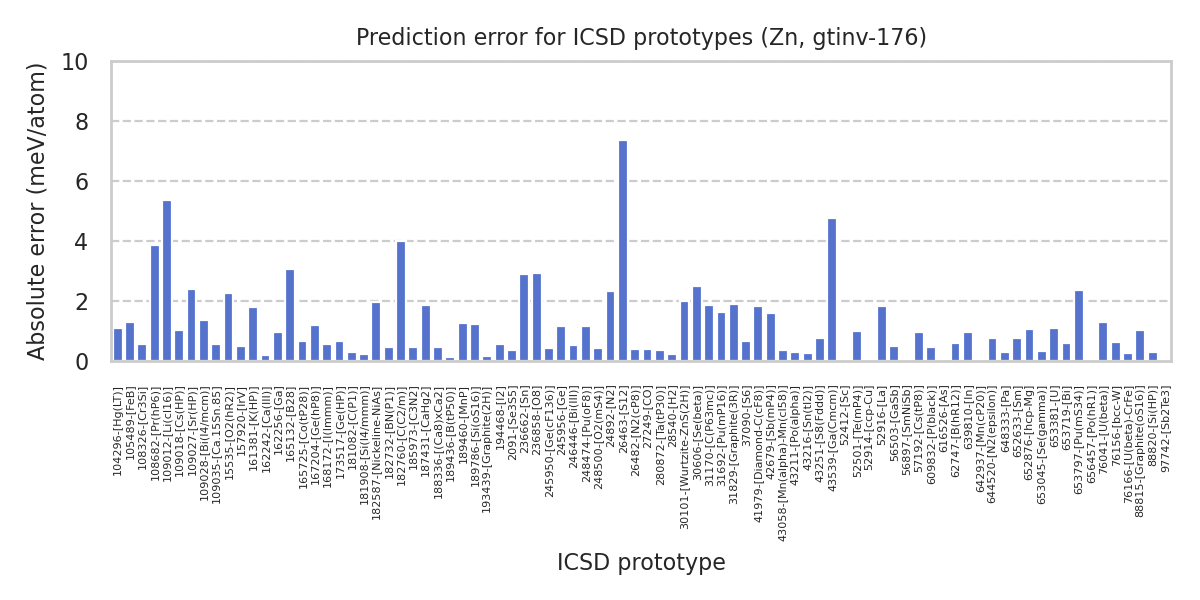 Prediction error for ICSD prototypes (Zn, gtinv-176)
Absolute error (meV/atom)
10
8
6
4
2
0
104296-[Hg(LT)]
105489-[FeB]
108326-[Cr3Si]
108682-[Pr(hP6)]
109012-[Li(cI16)]
109018-[Cs(HP)]
109027-[Sr(HP)]
109028-[Bi(I4/mcm)]
109035-[Ca.15Sn.85]
15535-[O2(hR2)]
157920-[IrV]
161381-[K(HP)]
162242-[Ca(III)]
162256-[Ga]
165132-[B28]
165725-[Co(tP28)]
167204-[Ge(hP8)]
168172-[I(Immm)]
173517-[Ge(HP)]
181082-[C(P1)]
181908-[Si(I4/mmm)]
182587-[Nickeline-NiAs]
182732-[BN(P1)]
182760-[C(C2/m)]
185973-[C3N2]
187431-[CaHg2]
188336-[(Ca8)xCa2]
189436-[B(tP50)]
189460-[MnP]
189786-[Si(oS16)]
193439-[Graphite(2H)]
194468-[I2]
2091-[Se3S5]
236662-[Sn]
236858-[O8]
245950-[Ge(cF136)]
245956-[Ge]
246446-[Bi(III)]
248474-[Pu(oF8)]
248500-[O2(mS4)]
24892-[N2]
26463-[S12]
26482-[N2(cP8)]
27249-[CO]
280872-[Ta(tP30)]
28540-[H2]
30101-[Wurtzite-ZnS(2H)]
30606-[Se(beta)]
31170-[C(P63mc)]
31692-[Pu(mP16)]
31829-[Graphite(3R)]
37090-[S6]
41979-[Diamond-C(cF8)]
42679-[Sb(mP4)]
43058-[Mn(alpha)-Mn(cI58)]
43211-[Po(alpha)]
43216-[Sn(tI2)]
43251-[S8(Fddd)]
43539-[Ga(Cmcm)]
52412-[Sc]
52501-[Te(mP4)]
52914-[fcc-Cu]
52916-[La]
56503-[GaSb]
56897-[SmNiSb]
57192-[Cs(tP8)]
609832-[P(black)]
616526-[As]
62747-[B(hR12)]
639810-[In]
642937-[Mn(cP20)]
644520-[N2(epsilon)]
648333-[Pa]
652633-[Sm]
652876-[hcp-Mg]
653045-[Se(gamma)]
653381-[U]
653719-[Bi]
653797-[Pu(mS34)]
656457-[Po(hR1)]
76041-[U(beta)]
76156-[bcc-W]
76166-[U(beta)-CrFe]
88815-[Graphite(oS16)]
88820-[Si(HP)]
97742-[Sb2Te3]
ICSD prototype